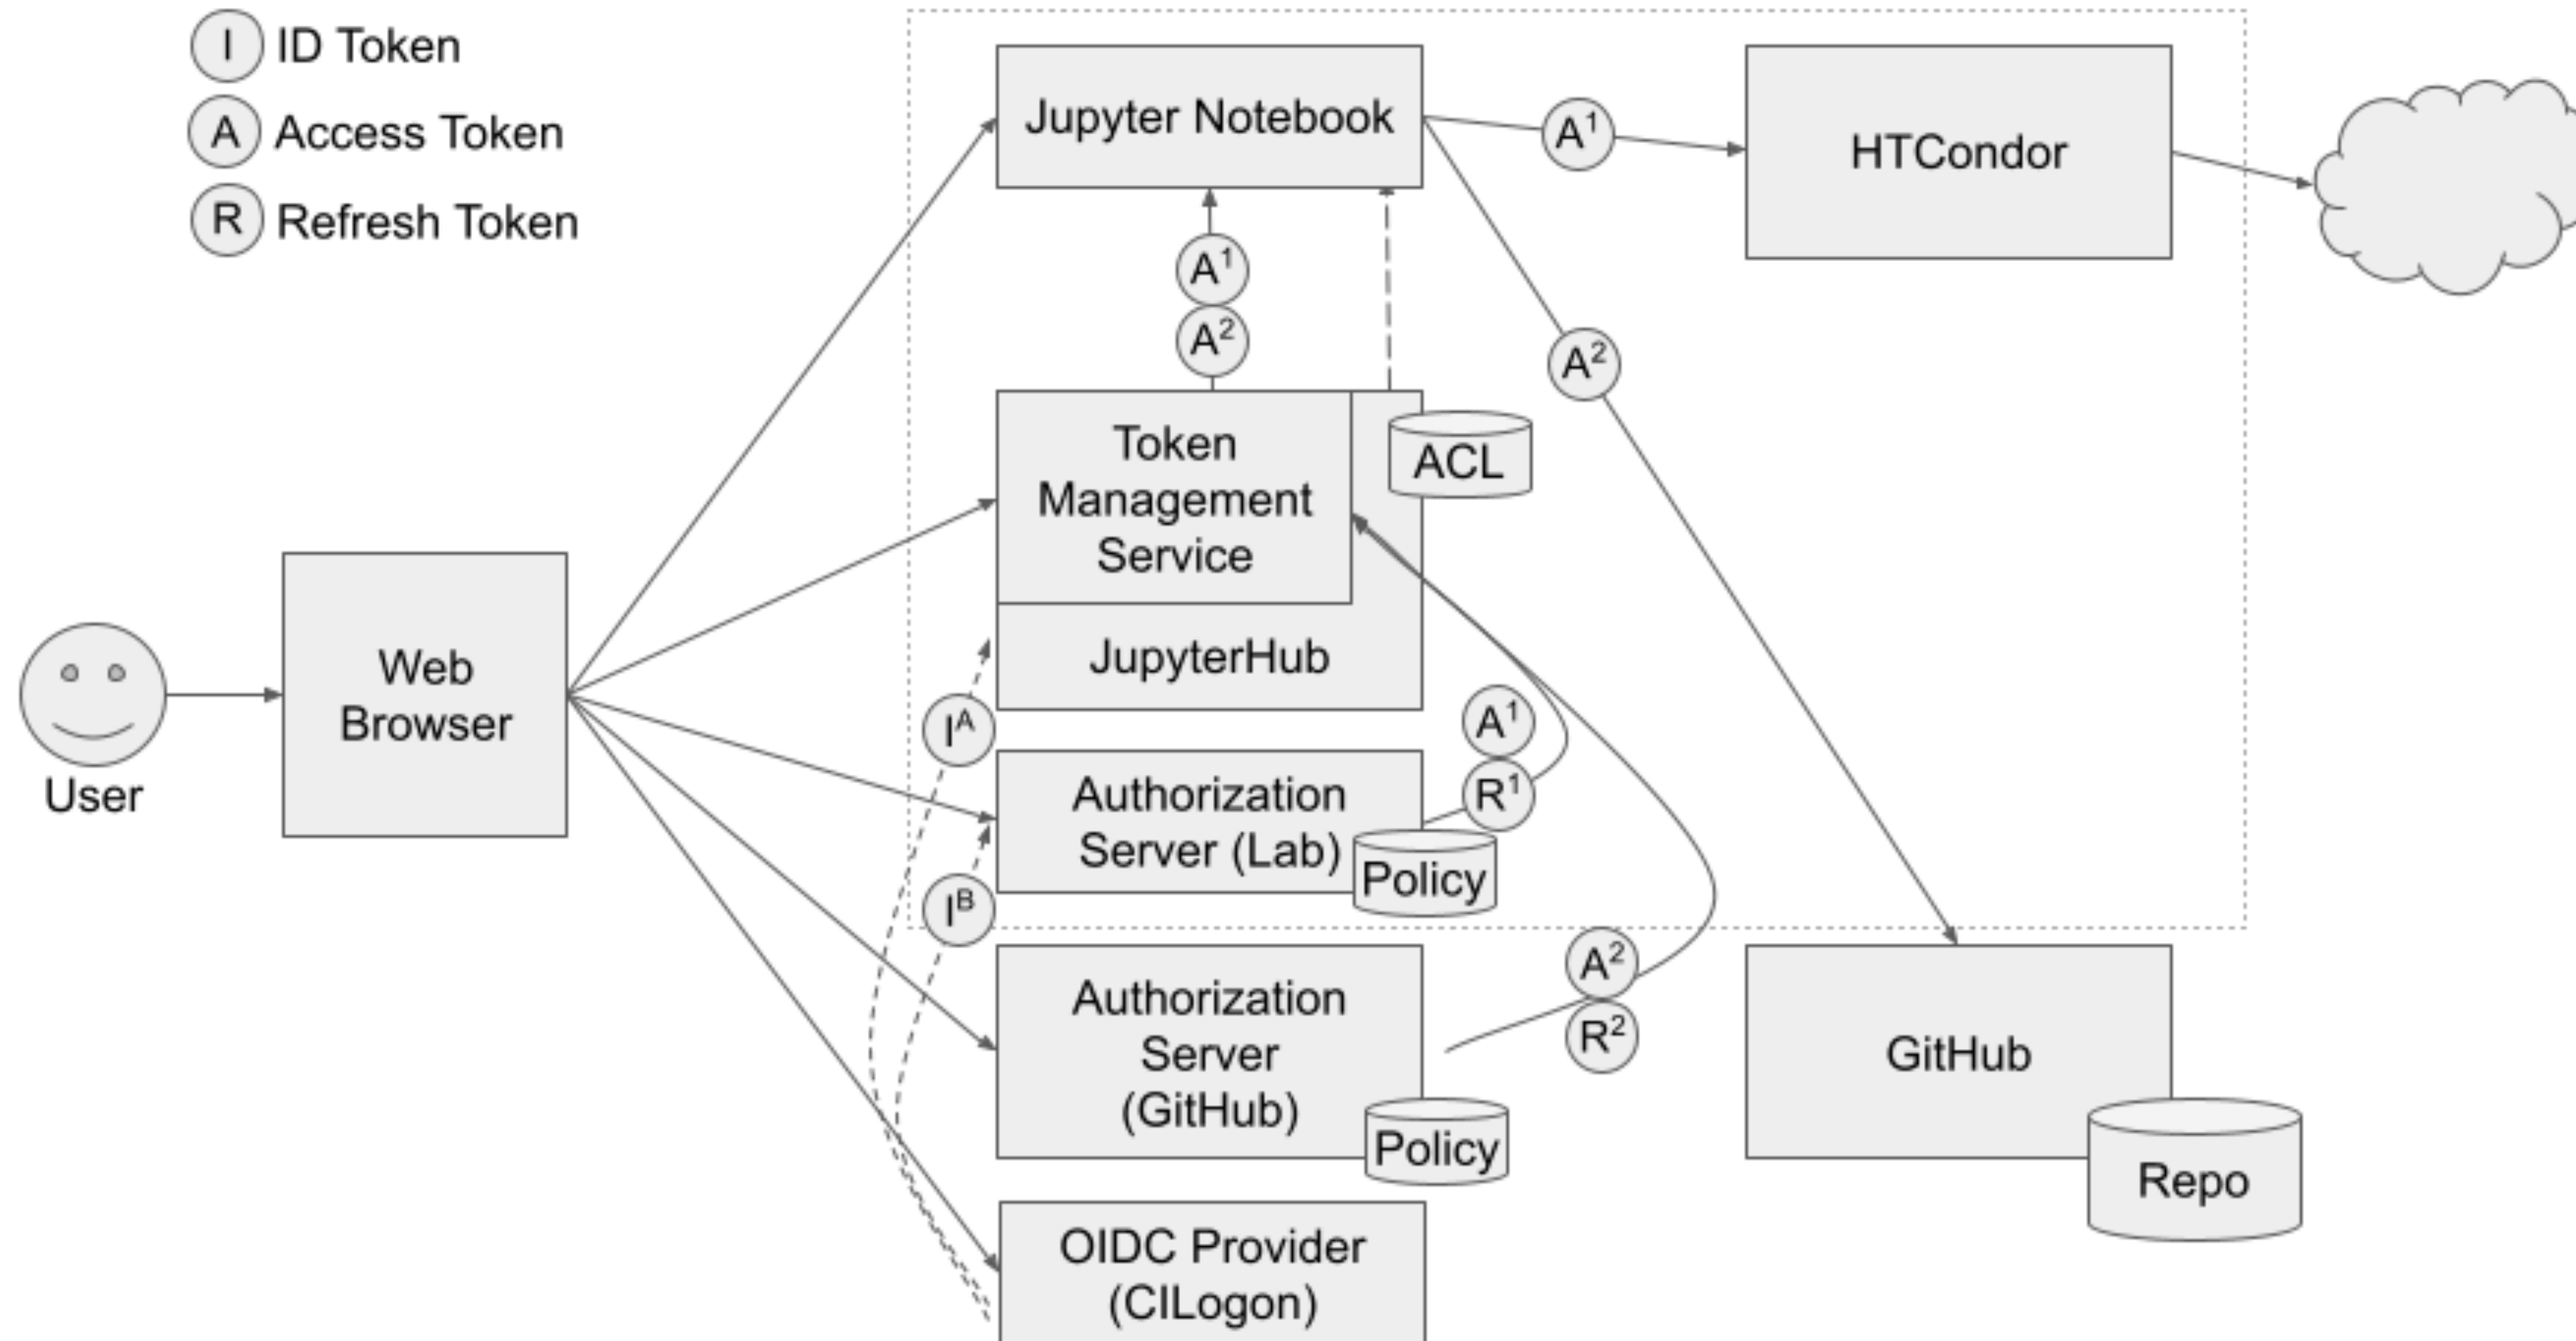 I ID Token
A Access Token
R Refresh Token
Jupyter Notebook
A¹
HTCondor
A¹
A²
A²
Token
Management
Service
ACL
JupyterHub
Web
Browser
User
I^A
A¹
R¹
Authorization
Server (Lab)
Policy
I^B
A²
R²
Authorization
Server
(GitHub)
Policy
GitHub
Repo
OIDC Provider
(CILogon)